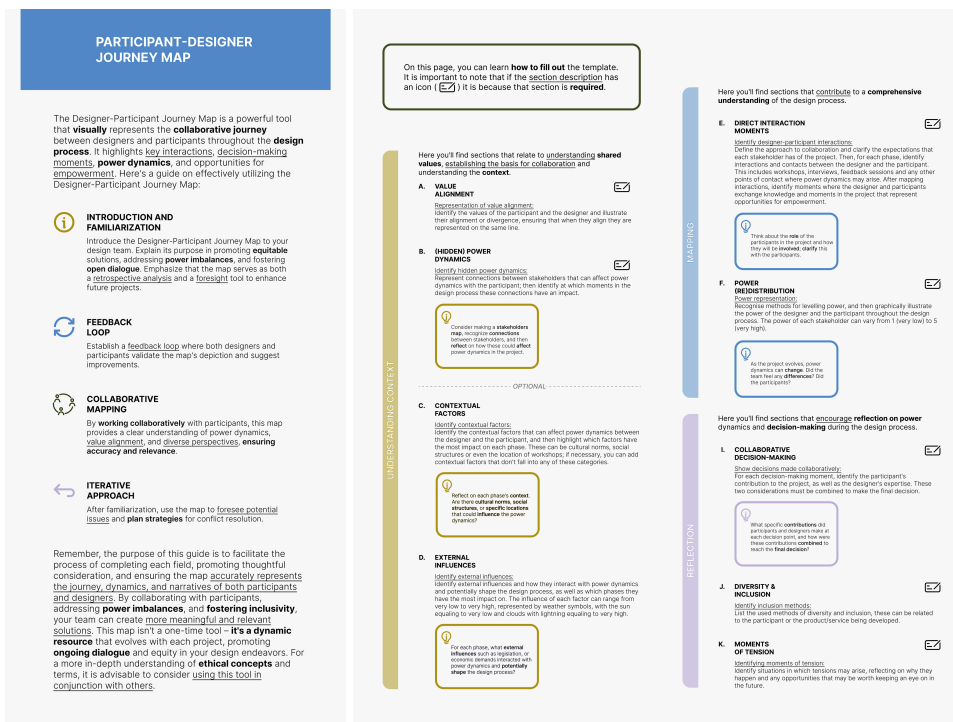 PARTICIPANT-DESIGNER
JOURNEY MAP
The Designer-Participant Journey Map is a powerful tool
that visually represents the collaborative journey
between designers and participants throughout the design
process. It highlights key interactions, decision-making
moments, power dynamics, and opportunities for
empowerment. Here's a guide on effectively utilizing the
Designer-Participant Journey Map:
INTRODUCTION AND
FAMILIARIZATION
Introduce the Designer-Participant Journey Map to your
design team. Explain its purpose in promoting equitable
solutions, addressing power imbalances, and fostering
open dialogue. Emphasize that the map serves as both
a retrospective analysis and a foresight tool to enhance
future projects.
FEEDBACK
LOOP
Establish a feedback loop where both designers and
participants validate the map's depiction and suggest
improvements.
COLLABORATIVE
MAPPING
By working collaboratively with participants, this map
provides a clear understanding of power dynamics,
value alignment, and diverse perspectives, ensuring
accuracy and relevance.
ITERATIVE
APPROACH
After familiarization, use the map to foresee potential
issues and plan strategies for conflict resolution.
Remember, the purpose of this guide is to facilitate the
process of completing each field, promoting thoughtful
consideration, and ensuring the map accurately represents
the journey, dynamics, and narratives of both participants
and designers. By collaborating with participants,
addressing power imbalances, and fostering inclusivity,
your team can create more meaningful and relevant
solutions. This map isn't a one-time tool – it's a dynamic
resource that evolves with each project, promoting
ongoing dialogue and equity in your design endeavors. For
a more in-depth understanding of ethical concepts and
terms, it is advisable to consider using this tool in
conjunction with others.
On this page, you can learn how to fill out the template.
It is important to note that if the section description has
an icon ( ) it is because that section is required.
UNDERSTANDING CONTEXT
Here you'll find sections that relate to understanding shared
values, establishing the basis for collaboration and
understanding the context.
A. VALUE
ALIGNMENT
Representation of value alignment:
Identify the values of the participant and the designer and illustrate
their alignment or divergence, ensuring that when they align they are
represented on the same line.
B. (HIDDEN) POWER
DYNAMICS
Identify hidden power dynamics:
Represent connections between stakeholders that can affect power
dynamics with the participant; then identify at which moments in the
design process these connections have an impact.
Consider making a stakeholders
map, recognize connections
between stakeholders, and then
reflect on how these could affect
power dynamics in the project.
OPTIONAL
C. CONTEXTUAL
FACTORS
Identify contextual factors:
Identify the contextual factors that can affect power dynamics between
the designer and the participant, and then highlight which factors have
the most impact on each phase. These can be cultural norms, social
structures or even the location of workshops; if necessary, you can add
contextual factors that don't fall into any of these categories.
Reflect on each phase's context.
Are there cultural norms, social
structures, or specific locations
that could influence the power
dynamics?
D. EXTERNAL
INFLUENCES
Identify external influences:
Identify external influences and how they interact with power dynamics
and potentially shape the design process, as well as which phases they
have the most impact on. The influence of each factor can range from
very low to very high, represented by weather symbols, with the sun
equaling to very low and clouds with lightning equaling to very high.
For each phase, what external
influences such as legislation, or
economic demands interacted with
power dynamics and potentially
shape the design process?
MAPPING
Here you'll find sections that contribute to a comprehensive
understanding of the design process.
E. DIRECT INTERACTION
MOMENTS
Identify designer-participant interactions:
Define the approach to collaboration and clarify the expectations that
each stakeholder has of the project. Then, for each phase, identify
interactions and contacts between the designer and the participant.
This includes workshops, interviews, feedback sessions and any other
points of contact where power dynamics may arise. After mapping
interactions, identify moments where the designer and the participants
exchange knowledge and moments in the project that represent
opportunities for empowerment.
Think about the role of the
participants in the project and how
they will be involved; clarify this
with the participants.
F. POWER
(RE)DISTRIBUTION
Power representation:
Recognise methods for levelling power, and then graphically illustrate
the power of the designer and the participant throughout the design
process. The power of each stakeholder can vary from 1 (very low) to 5
(very high).
As the project evolves, power
dynamics can change. Did the
team feel any differences? Did
the participants?
REFLECTION
Here you'll find sections that encourage reflection on power
dynamics and decision-making during the design process.
I. COLLABORATIVE
DECISION-MAKING
Show decisions made collaboratively:
For each decision-making moment, identify the participant's
contribution to the project, as well as the designer's expertise. These
two considerations must be combined to make the final decision.
What specific contributions did
participants and designers make at
each decision point, and how were
these contributions combined to
reach the final decision?
J. DIVERSITY &
INCLUSION
Identify inclusion methods:
List the used methods of diversity and inclusion, these can be related
to the participant or the product/service being developed.
K. MOMENTS
OF TENSION
Identifying moments of tension:
Identify situations in which tensions may arise, reflecting on why they
happen and any opportunities that may be worth keeping an eye on in
the future.